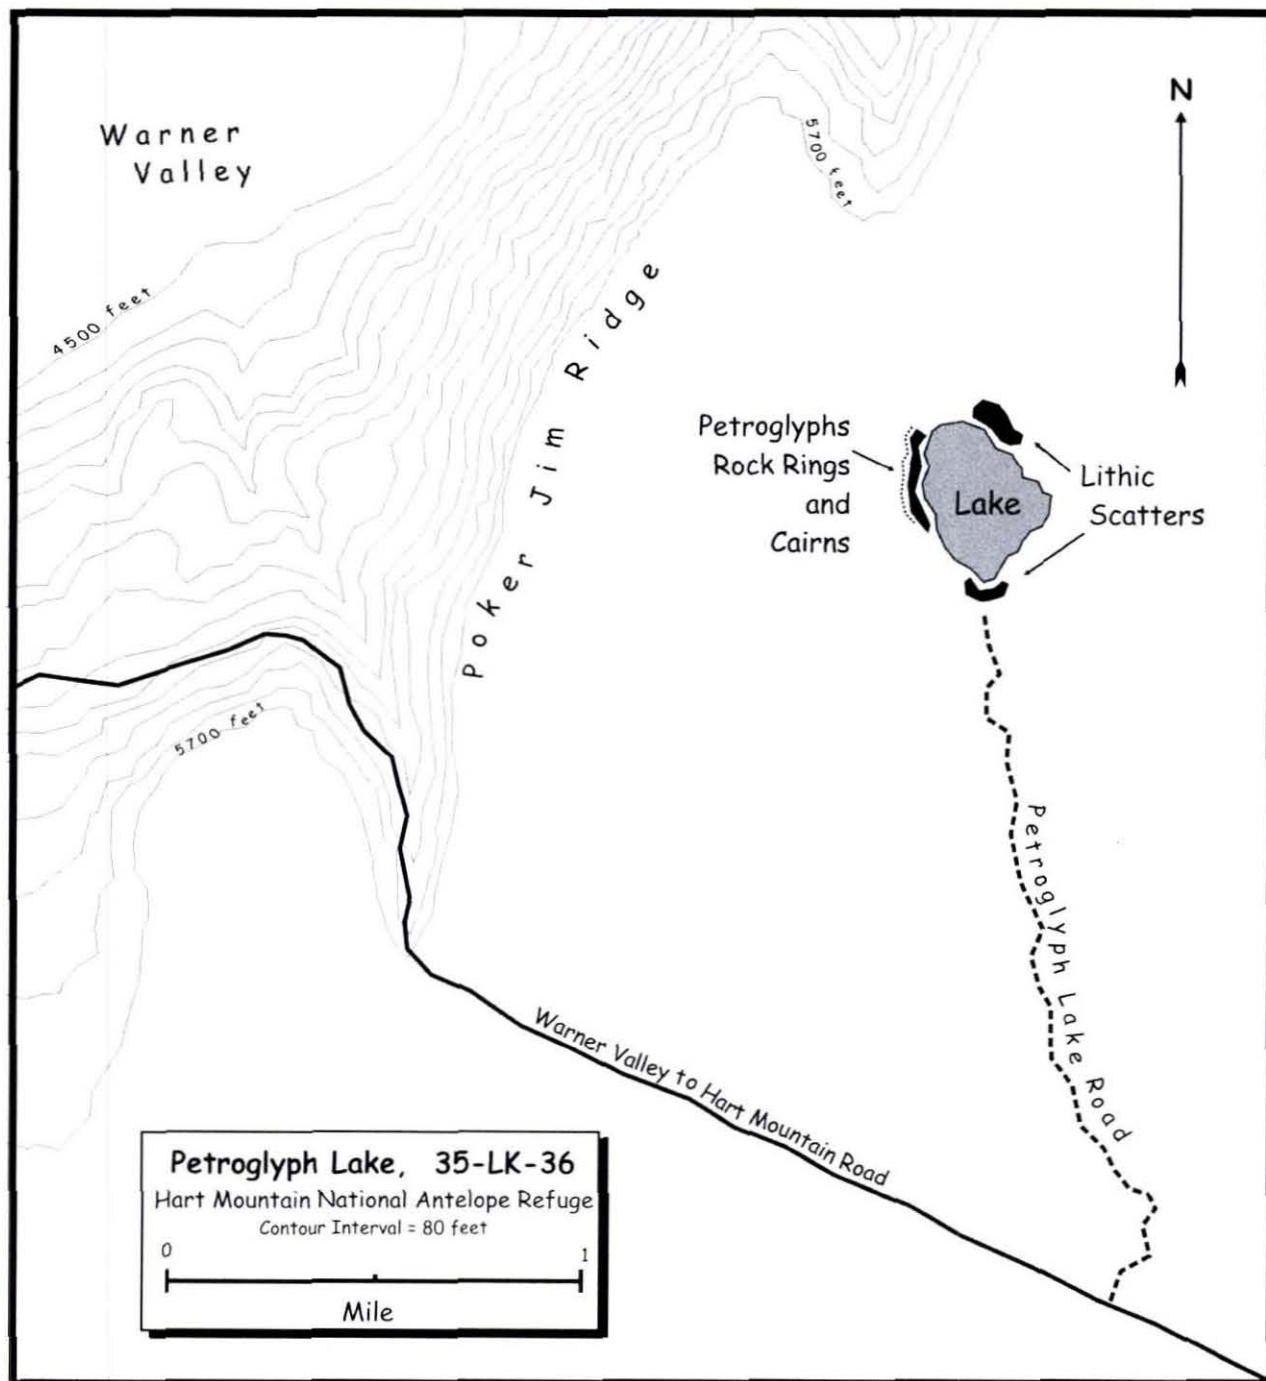 N
Warner
Valley
5700 feet
4500 feet
Poker Jim Ridge
Petroglyphs
Rock Rings
and
Cairns
Lake
Lithic
Scatters
5700 feet
Petroglyph Lake Road
Warner Valley to Hart Mountain Road
Petroglyph Lake, 35-LK-36
Hart Mountain National Antelope Refuge
Contour Interval = 80 feet
0 1
Mile